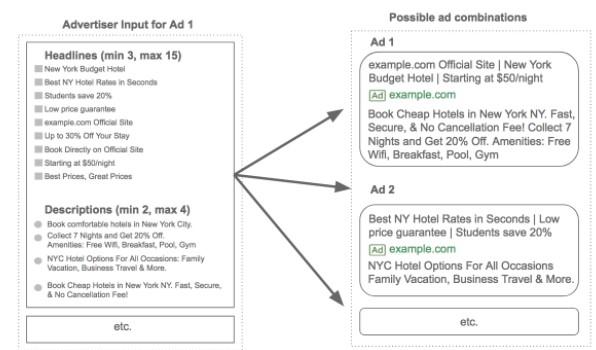 Advertiser Input for Ad 1
Headlines (min 3, max 15)
New York Budget Hotel
Best NY Hotel Rates in Seconds
Students save 20%
Low price guarantee
example.com Official Site
Up to 30% Off Your Stay
Book Directly on Official Site
Starting at $50/night
Best Prices, Great Prices
Descriptions (min 2, max 4)
Book comfortable hotels in New York City.
Collect 7 Nights and Get 20% Off.
Amenities: Free Wifi, Breakfast, Pool, Gym
NYC Hotel Options For All Occasions: Family
Vacation, Business Travel & More.
Book Cheap Hotels in New York NY. Fast, Secure,
& No Cancellation Fee!
etc.
Possible ad combinations
Ad 1
example.com Official Site | New York
Budget Hotel | Starting at $50/night
Ad example.com
Book Cheap Hotels in New York NY. Fast,
Secure, & No Cancellation Fee! Collect 7
Nights and Get 20% Off. Amenities: Free
Wifi, Breakfast, Pool, Gym
Ad 2
Best NY Hotel Rates in Seconds | Low
price guarantee | Students save 20%
Ad example.com
NYC Hotel Options For All Occasions
Family Vacation, Business Travel & More.
etc.